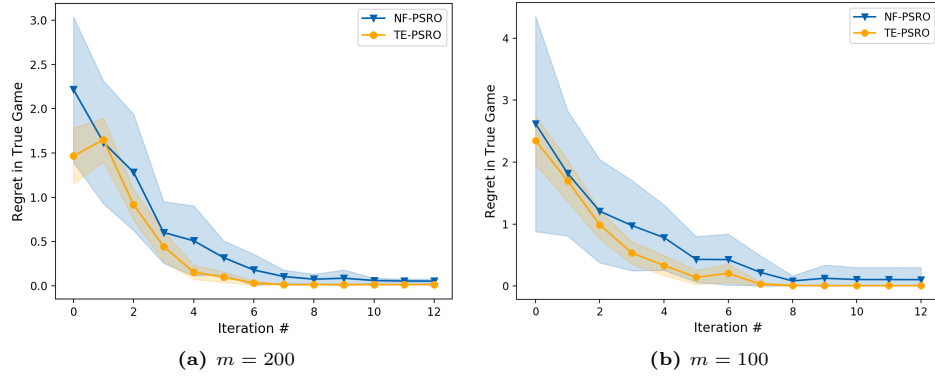 NF-PSRO
TE-PSRO
Regret in True Game
3.0
2.5
2.0
1.5
1.0
0.5
0.0
0 2 4 6 8 10 12
Iteration #
(a) m = 200
NF-PSRO
TE-PSRO
Regret in True Game
4
3
2
1
0
0 2 4 6 8 10 12
Iteration #
(b) m = 100